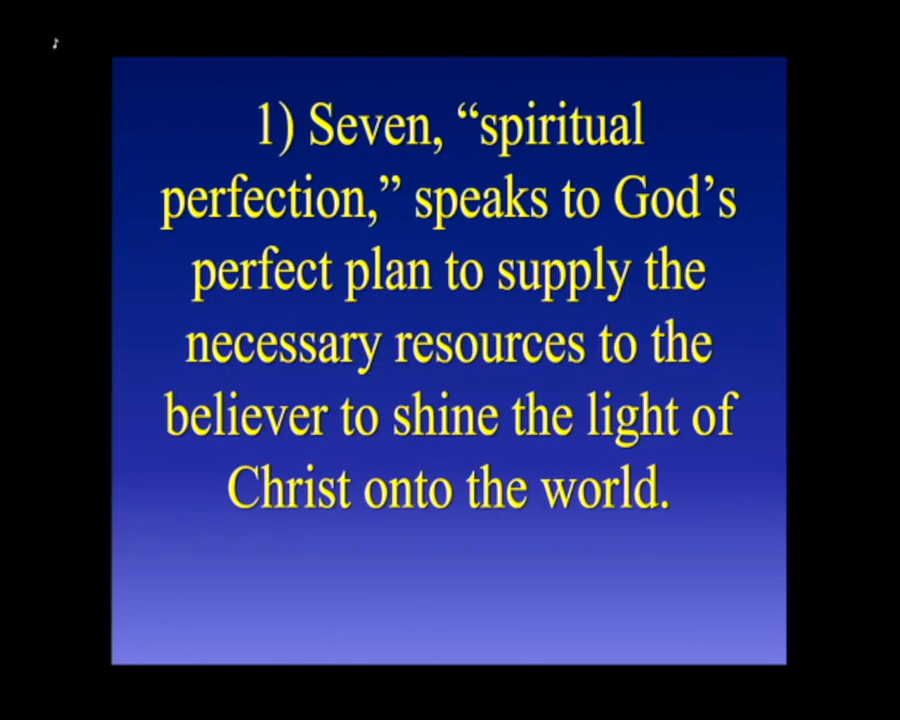 1) Seven, “spiritual
perfection,” speaks to God’s
perfect plan to supply the
necessary resources to the
believer to shine the light of
Christ onto the world.